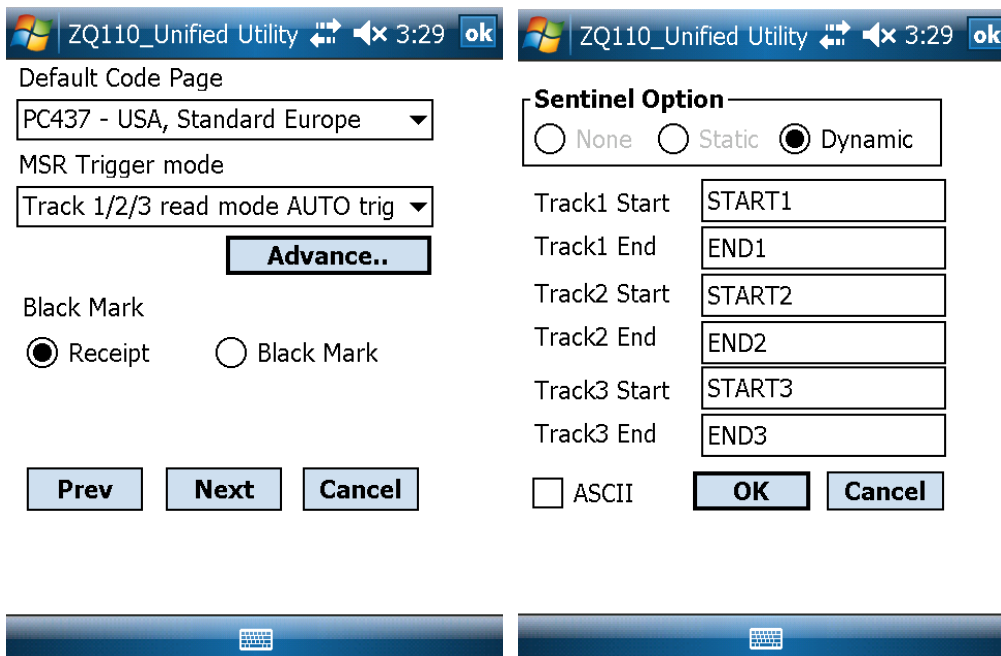 ZQ110_Unified Utility 3:29 ok
Default Code Page
PC437 - USA, Standard Europe
MSR Trigger mode
Track 1/2/3 read mode AUTO trig
Advance..
Black Mark
Receipt Black Mark
Prev Next Cancel
ZQ110_Unified Utility 3:29 ok
Sentinel Option
None Static Dynamic
Track1 Start START1
Track1 End END1
Track2 Start START2
Track2 End END2
Track3 Start START3
Track3 End END3
ASCII OK Cancel